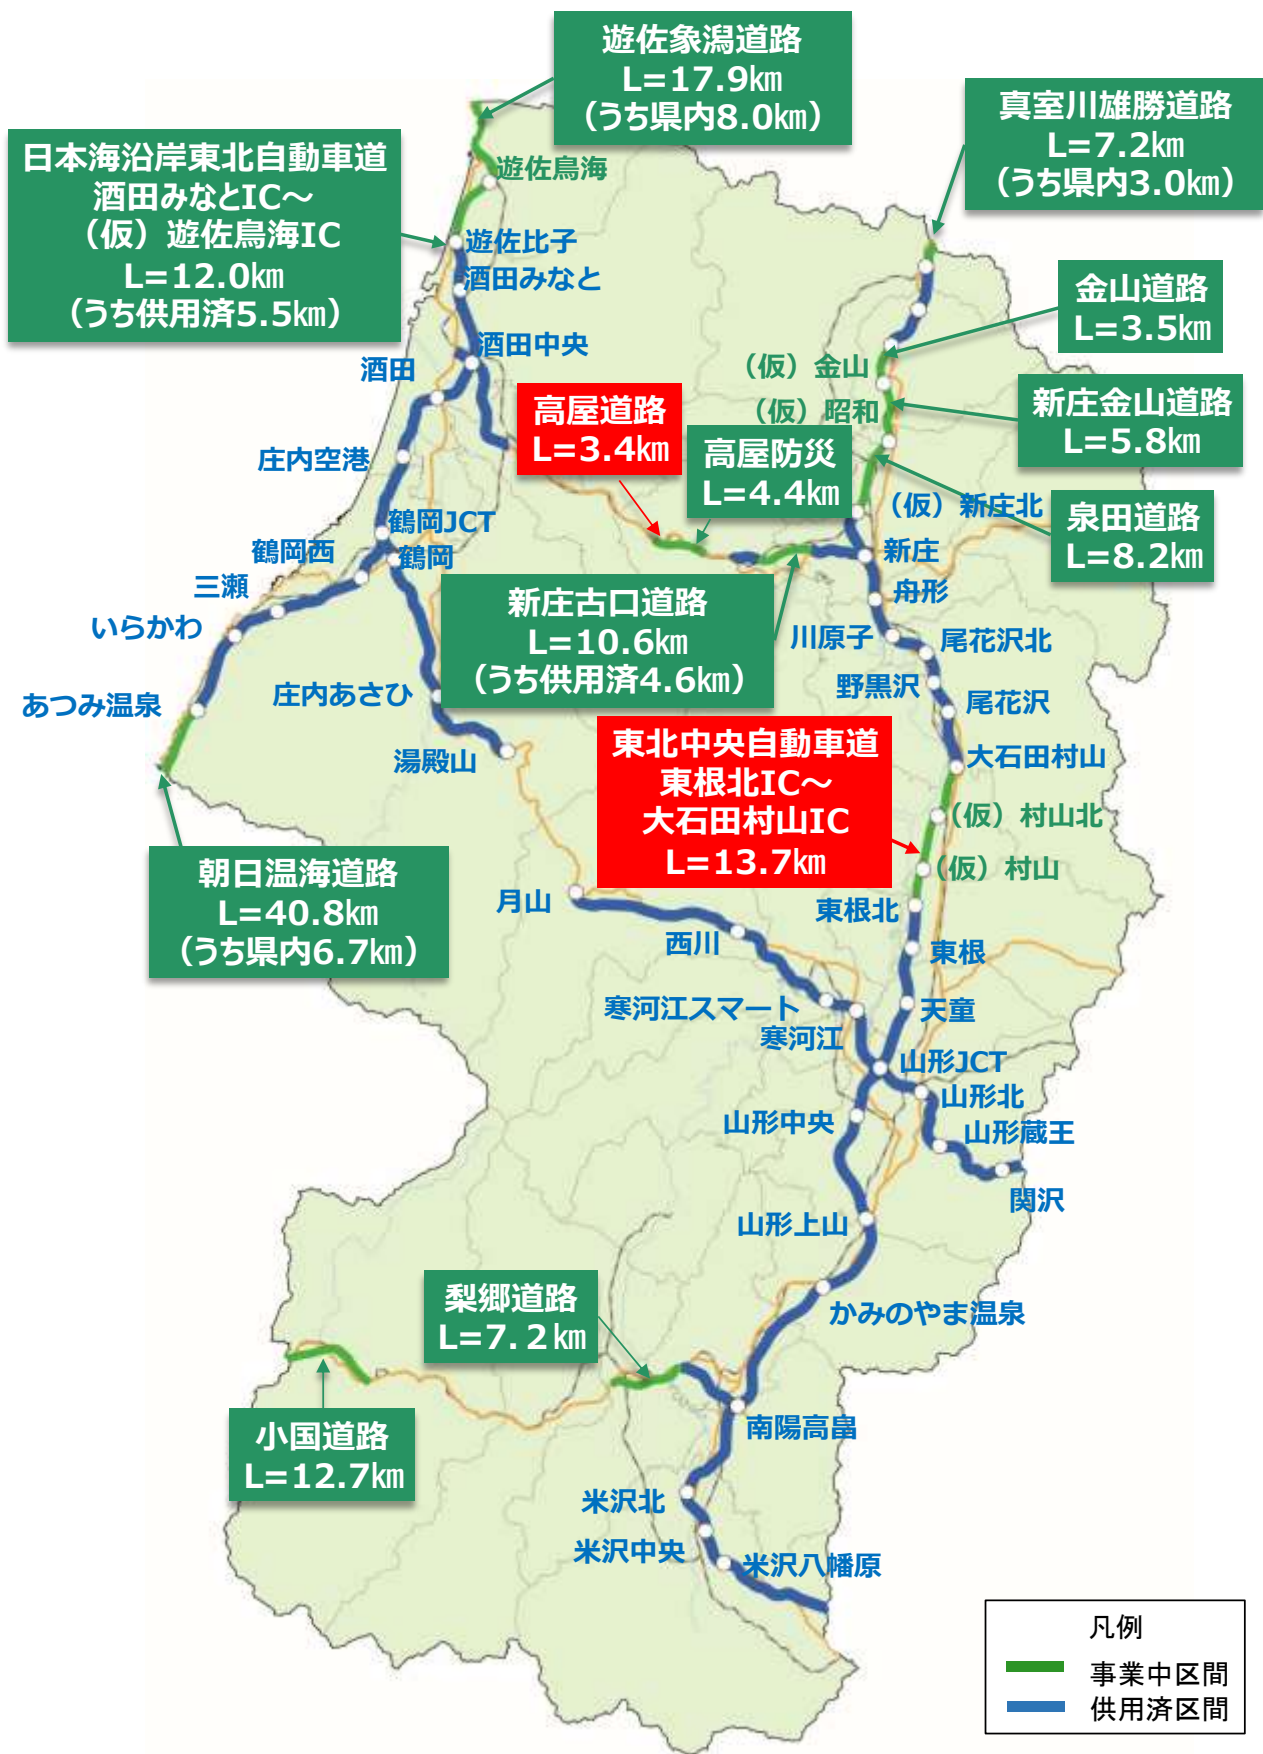 遊佐象潟道路
L=17.9㎞
（うち県内8.0㎞）
真室川雄勝道路
L=7.2㎞
（うち県内3.0㎞）
日本海沿岸東北自動車道
酒田みなとIC～
（仮）遊佐鳥海IC
L=12.0㎞
（うち供用済5.5㎞）
遊佐鳥海
遊佐比子
酒田みなと
金山道路
L=3.5㎞
酒田中央
酒田
（仮）金山
（仮）昭和
新庄金山道路
L=5.8㎞
高屋道路
L=3.4㎞
高屋防災
L=4.4㎞
庄内空港
（仮）新庄北
泉田道路
L=8.2㎞
鶴岡JCT
鶴岡西
鶴岡
新庄
三瀬
舟形
新庄古口道路
L=10.6㎞
（うち供用済4.6㎞）
いらかわ
川原子
尾花沢北
庄内あさひ
野黒沢
あつみ温泉
尾花沢
湯殿山
東北中央自動車道
東根北IC～
大石田村山IC
L=13.7㎞
大石田村山
（仮）村山北
（仮）村山
朝日温海道路
L=40.8㎞
（うち県内6.7㎞）
月山
東根北
西川
東根
寒河江スマート
天童
寒河江
山形JCT
山形北
山形中央
山形蔵王
関沢
山形上山
梨郷道路
L=7.２㎞
かみのやま温泉
小国道路
L=12.7㎞
南陽高畠
米沢北
米沢中央
米沢八幡原
凡例
事業中区間
供用済区間